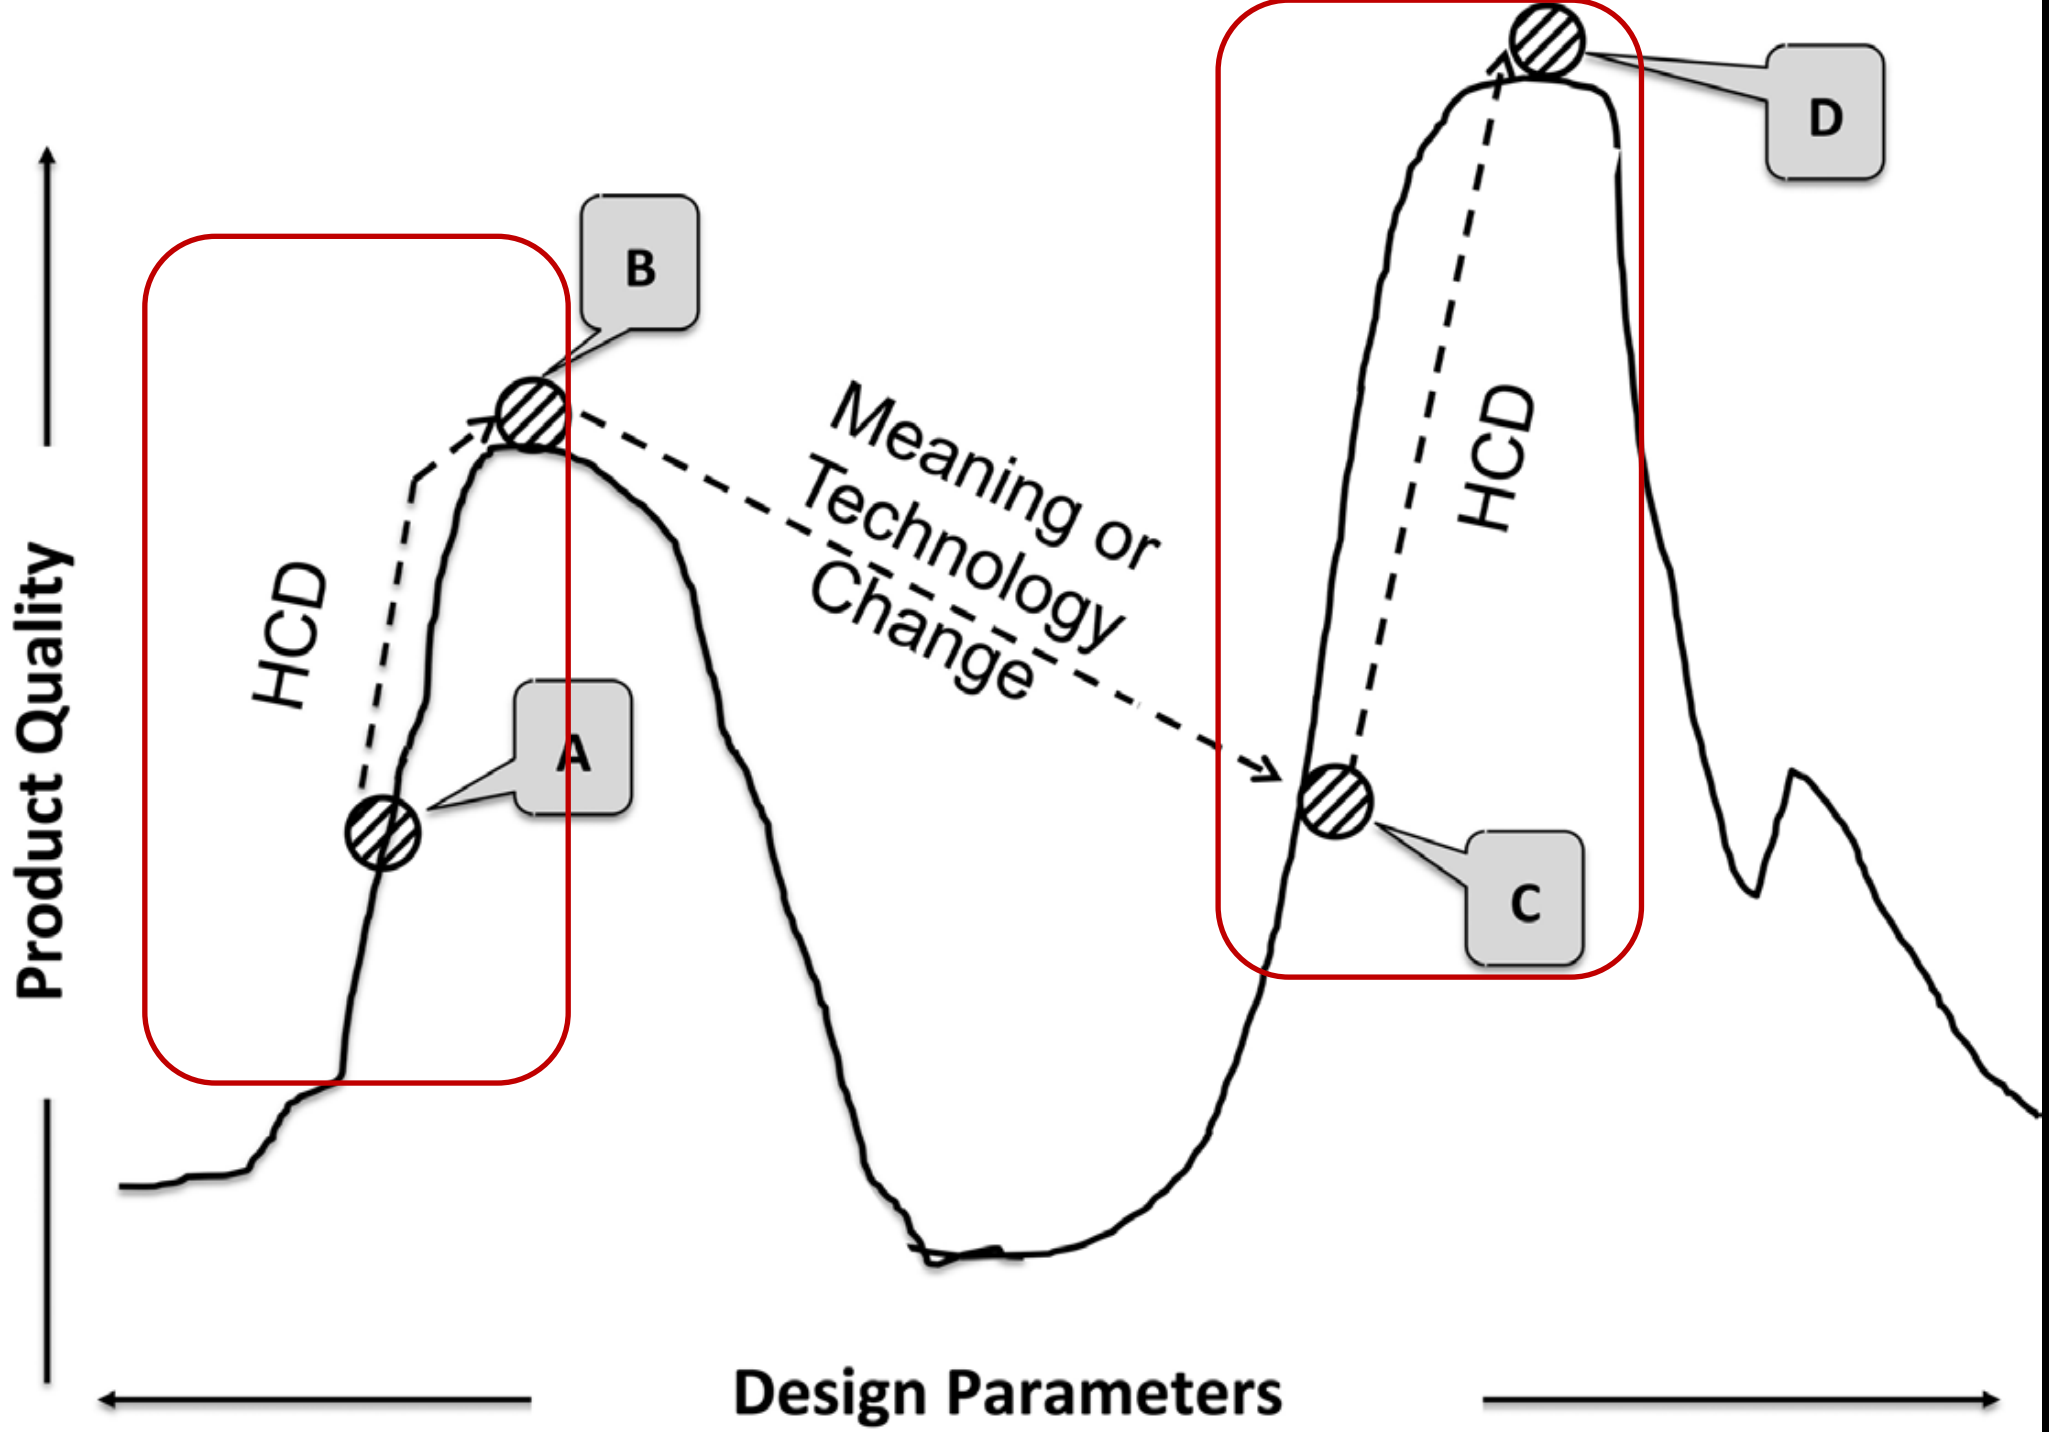 D
B
Meaning or
Technology
Change
HCD
HCD
A
C
Product Quality
Design Parameters